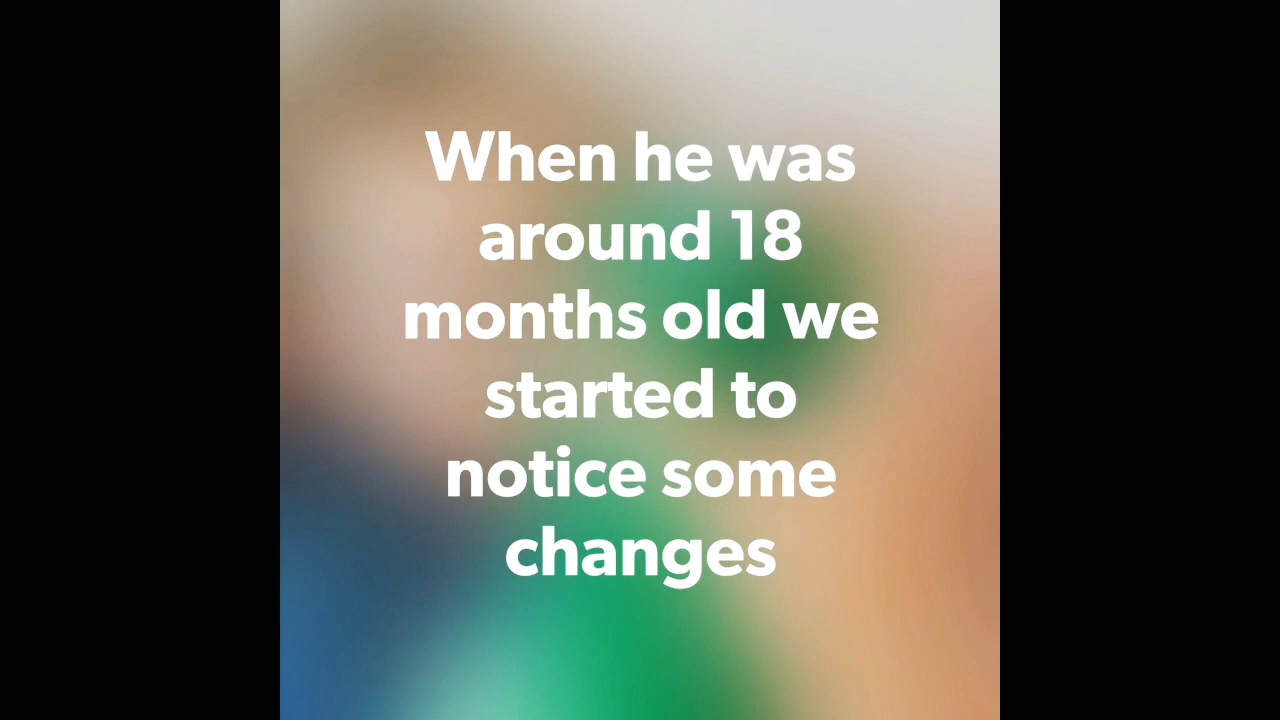 When he was
around 18
months old we
started to
notice some
changes